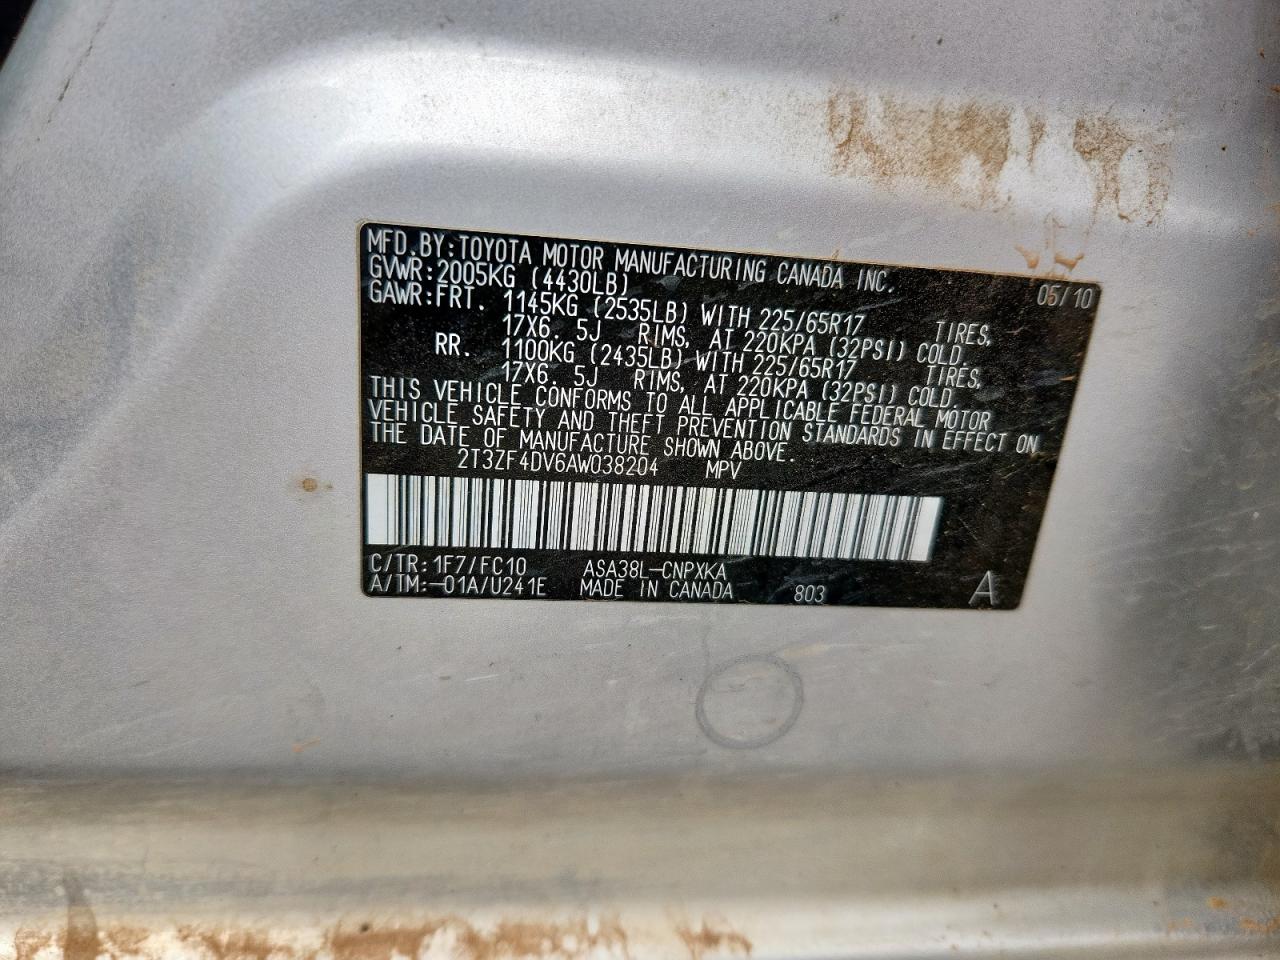 MFD. BY: TOYOTA MOTOR MANUFACTURING CANADA INC.
GVWR: 2005KG (4430LB) 05/10
GAWR: FRT. 1145KG (2535LB) WITH 225/65R17 TIRES,
17X6. 5J RIMS, AT 220KPA (32PSI) COLD.
RR. 1100KG (2435LB) WITH 225/65R17 TIRES,
17X6. 5J RIMS, AT 220KPA (32PSI) COLD.
THIS VEHICLE CONFORMS TO ALL APPLICABLE FEDERAL MOTOR
VEHICLE SAFETY AND THEFT PREVENTION STANDARDS IN EFFECT ON
THE DATE OF MANUFACTURE SHOWN ABOVE.
2T3ZF4DV6AW038204 MPV
C/TR: 1F7/FC10 ASA38L-CNPXKA
A/TM: -01A/U241E MADE IN CANADA 803 A